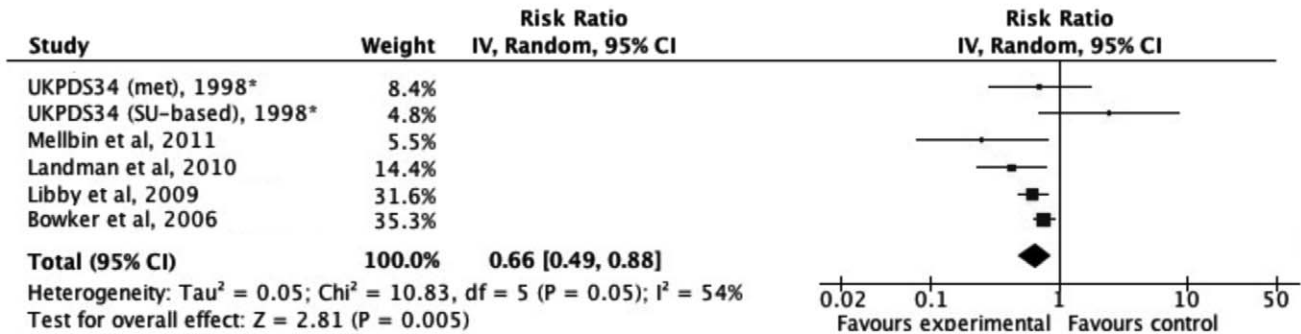 Risk Ratio Risk Ratio
Study Weight IV, Random, 95% CI IV, Random, 95% CI
UKPDS34 (met), 1998* 8.4%
UKPDS34 (SU-based), 1998* 4.8%
Mellbin et al, 2011 5.5%
Landman et al, 2010 14.4%
Libby et al, 2009 31.6%
Bowker et al, 2006 35.3%
Total (95% CI) 100.0% 0.66 [0.49, 0.88]
Heterogeneity: Tau² = 0.05; Chi² = 10.83, df = 5 (P = 0.05); I² = 54%
Test for overall effect: Z = 2.81 (P = 0.005)
0.02 0.1 1 10 50
Favours experimental Favours control